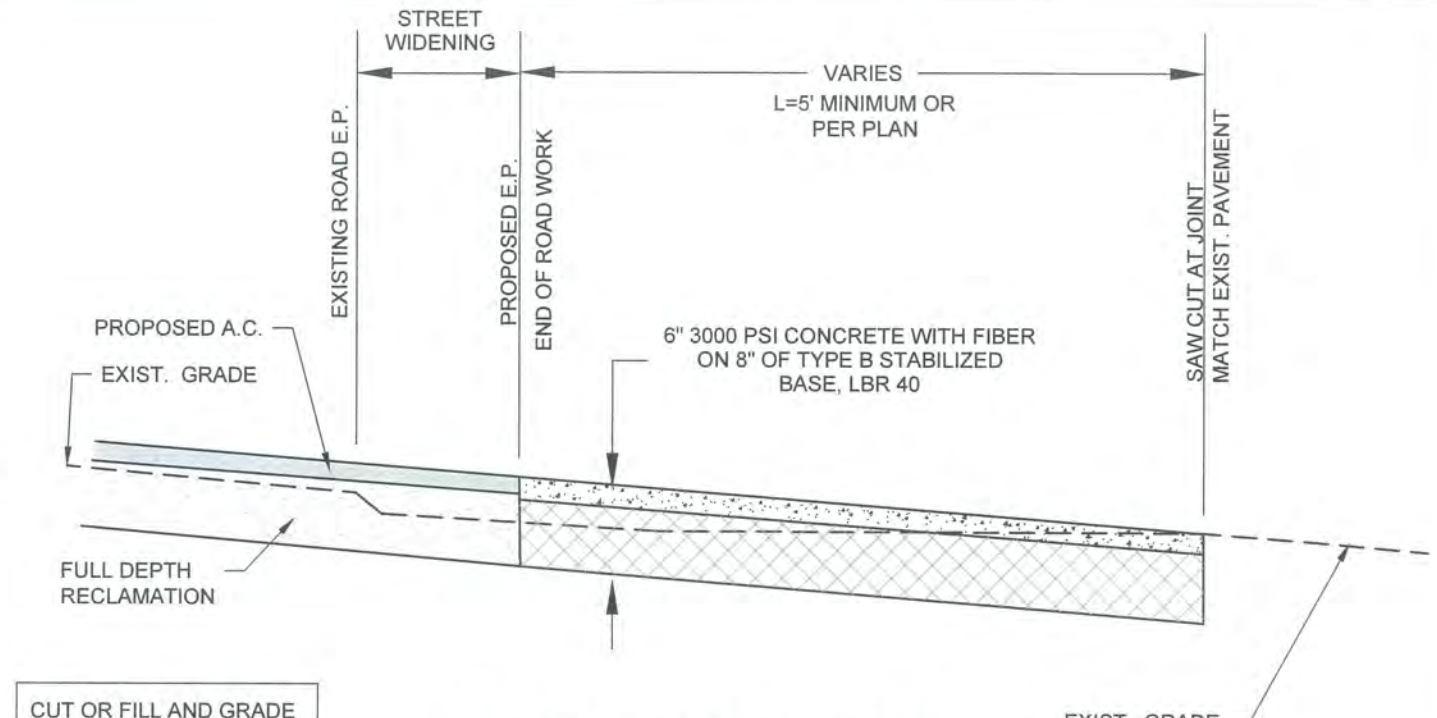 STREET
WIDENING
VARIES
L=5' MINIMUM OR
PER PLAN
EXISTING ROAD E.P.
PROPOSED E.P.
END OF ROAD WORK
SAW CUT AT JOINT
MATCH EXIST. PAVEMENT
PROPOSED A.C.
EXIST. GRADE
6" 3000 PSI CONCRETE WITH FIBER
ON 8" OF TYPE B STABILIZED
BASE, LBR 40
FULL DEPTH
RECLAMATION
CUT OR FILL AND GRADE
EXIST. GRADE